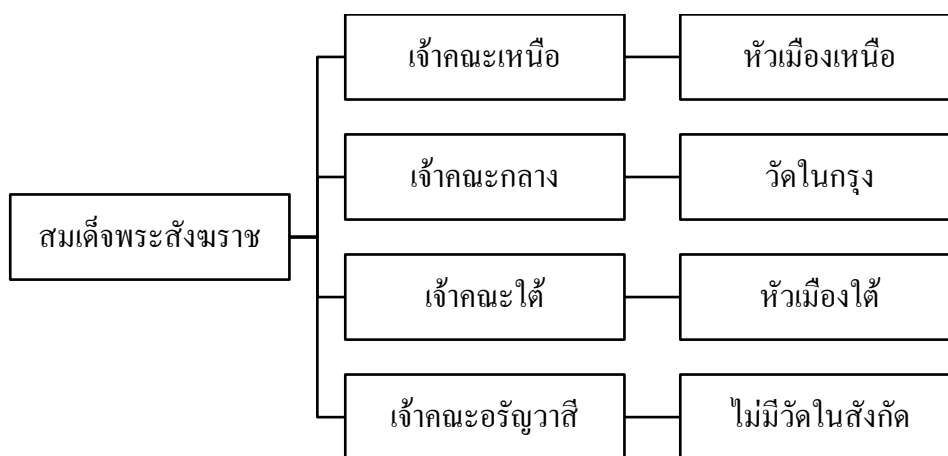 เจ้าคณะเหนือ
หัวเมืองเหนือ
เจ้าคณะกลาง
วัดในกรุง
สมเด็จพระสังฆราช
เจ้าคณะใต้
หัวเมืองใต้
เจ้าคณะอรัญวาสี
ไม่มีวัดในสังกัด